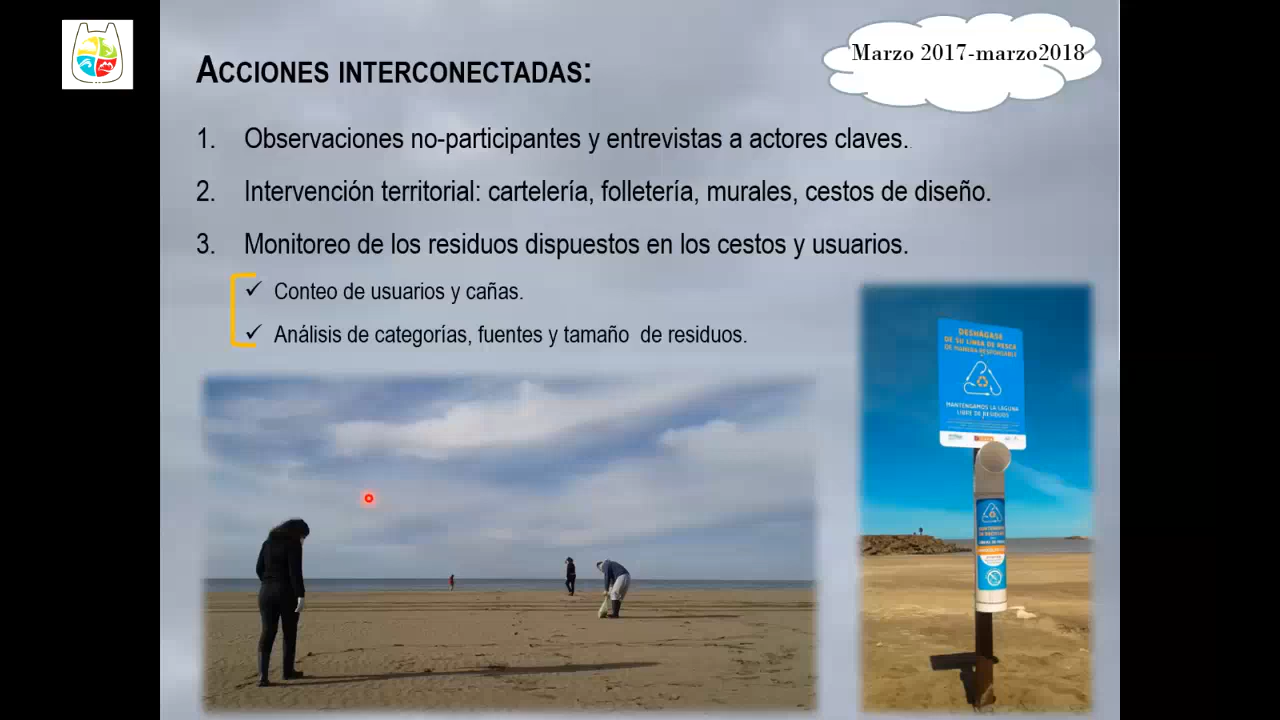 Marzo 2017-marzo2018
ACCIONES INTERCONECTADAS:
1. Observaciones no-participantes y entrevistas a actores claves.
2. Intervención territorial: cartelería, folletería, murales, cestos de diseño.
3. Monitoreo de los residuos dispuestos en los cestos y usuarios.
✓ Conteo de usuarios y cañas.
✓ Análisis de categorías, fuentes y tamaño de residuos.
DESHÁGASE
DE SU LÍNEA DE PESCA
DE MANERA RESPONSABLE
MANTENGAMOS LA LAGUNA
LIBRE DE RESIDUOS